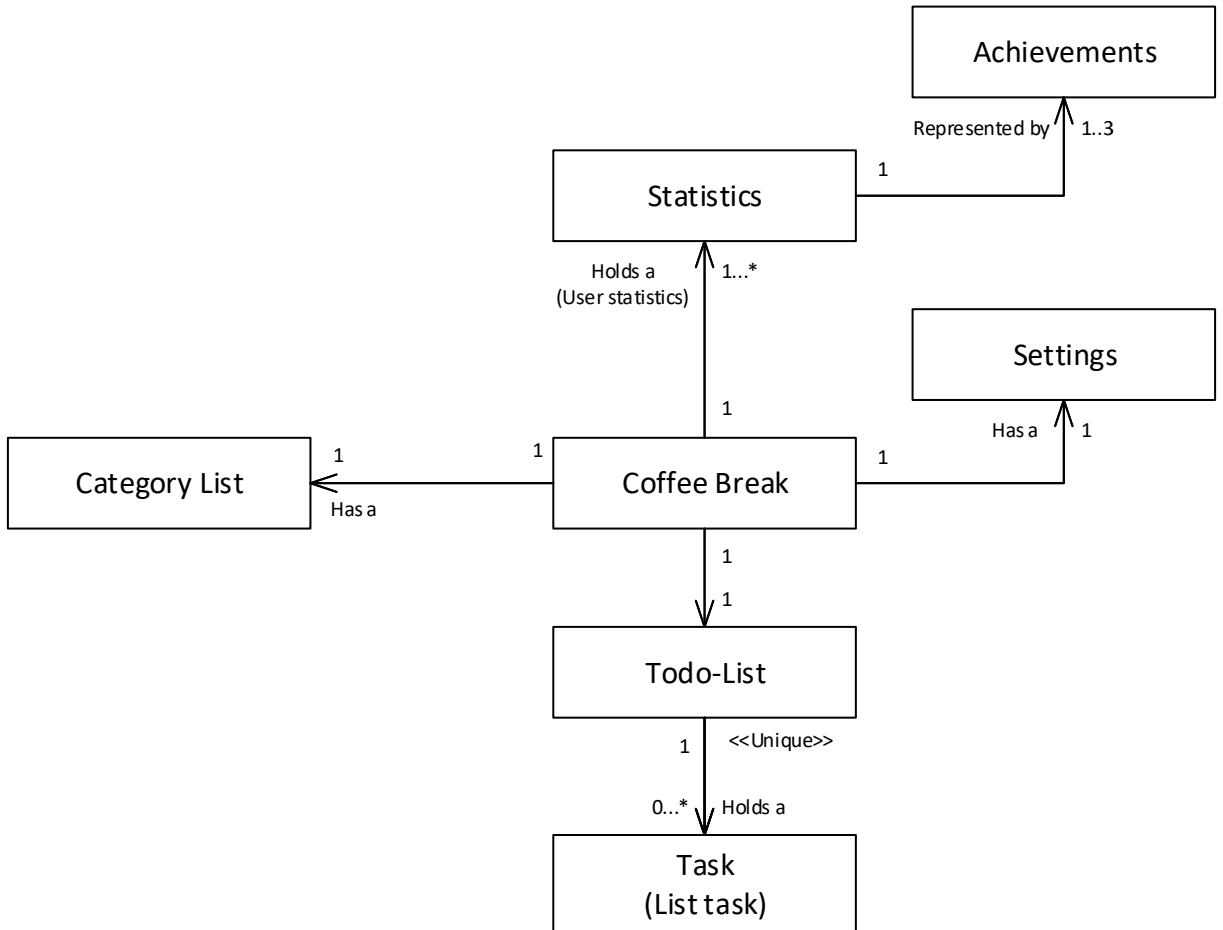 Achievements
Represented by
1..3
1
Statistics
Holds a
(User statistics)
1...*
Settings
1
Has a
1
1
1
1
Category List
Coffee Break
Has a
1
1
Todo-List
1
<<Unique>>
0...*
Holds a
Task
(List task)